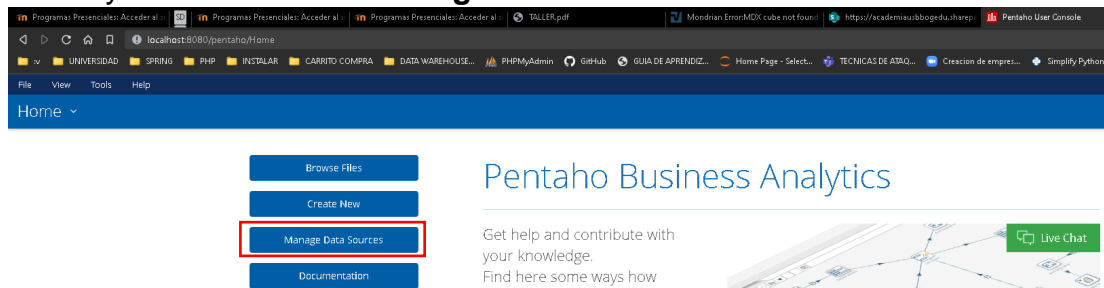 Programas Presenciales: Acceder al s
SD
Programas Presenciales: Acceder al s
Programas Presenciales: Acceder al s
TALLER.pdf
Mondrian Error:MDX cube not found
https://academiausbbogedu.sharep
Pentaho User Console
localhost:8080/pentaho/Home
:v
UNIVERSIDAD
SPRING
PHP
INSTALAR
CARRITO COMPRA
DATA WAREHOUSE...
PHPMyAdmin
GitHub
GUIA DE APRENDIZ...
Home Page - Select...
TECNICAS DE ATAQ...
Creacion de empres...
Simplify Python
File View Tools Help
Home
Browse Files
Create New
Manage Data Sources
Documentation
Pentaho Business Analytics
Get help and contribute with
your knowledge.
Find here some ways how
Live Chat